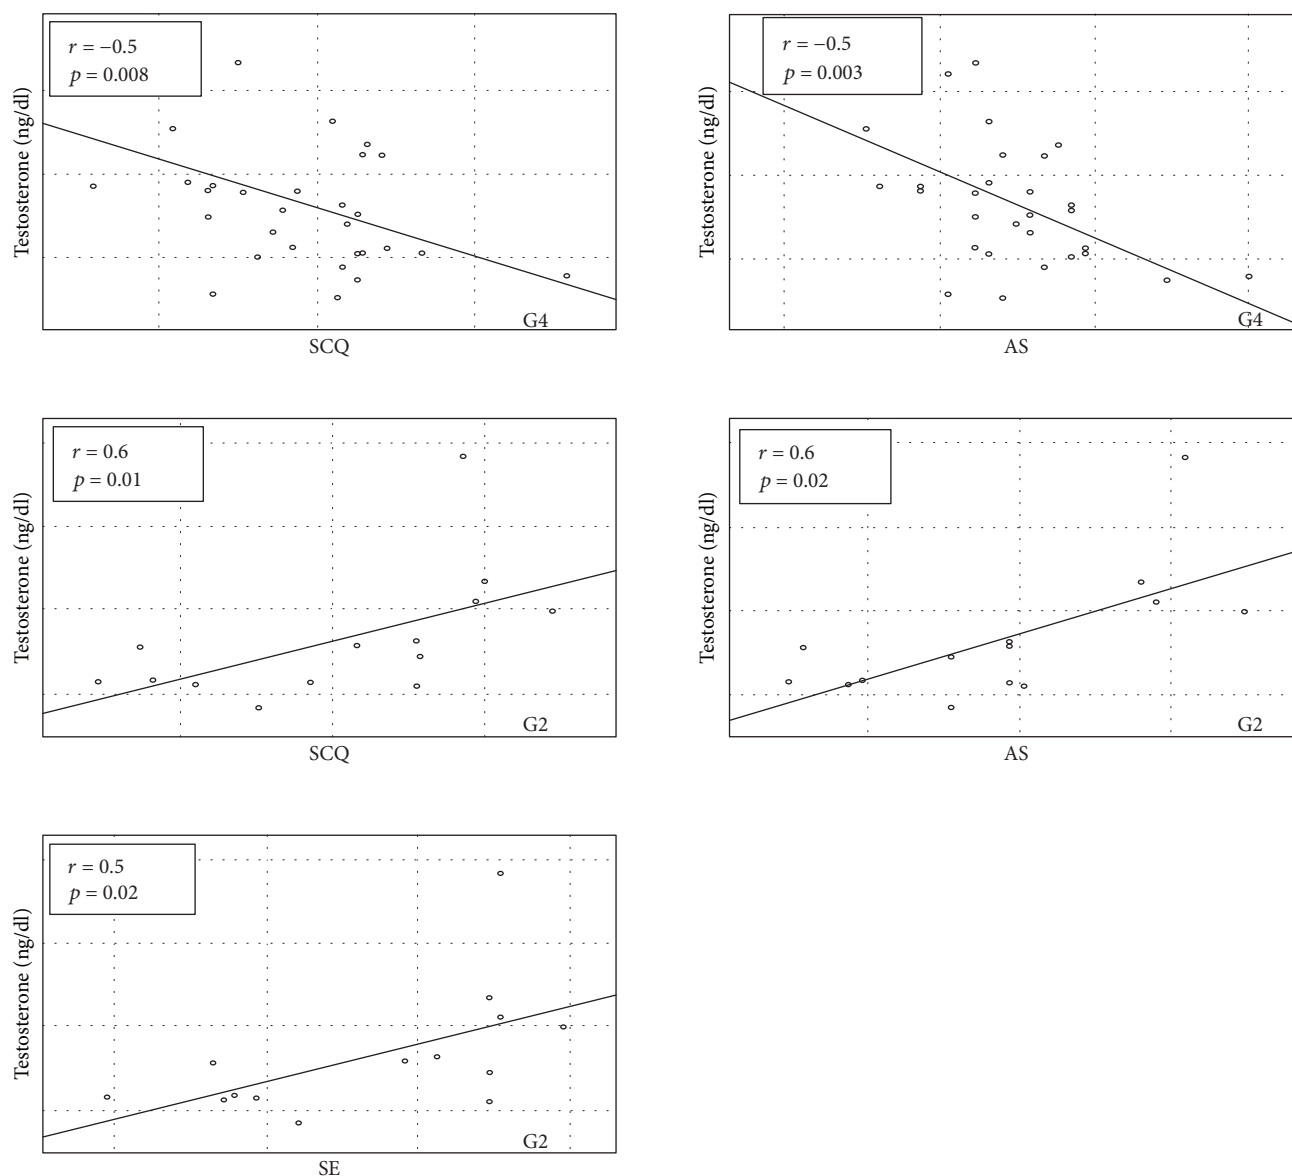 r = −0.5
p = 0.008
Testosterone (ng/dl)
G4
SCQ
r = −0.5
p = 0.003
Testosterone (ng/dl)
G4
AS
r = 0.6
p = 0.01
Testosterone (ng/dl)
G2
SCQ
r = 0.6
p = 0.02
Testosterone (ng/dl)
G2
AS
r = 0.5
p = 0.02
Testosterone (ng/dl)
G2
SE